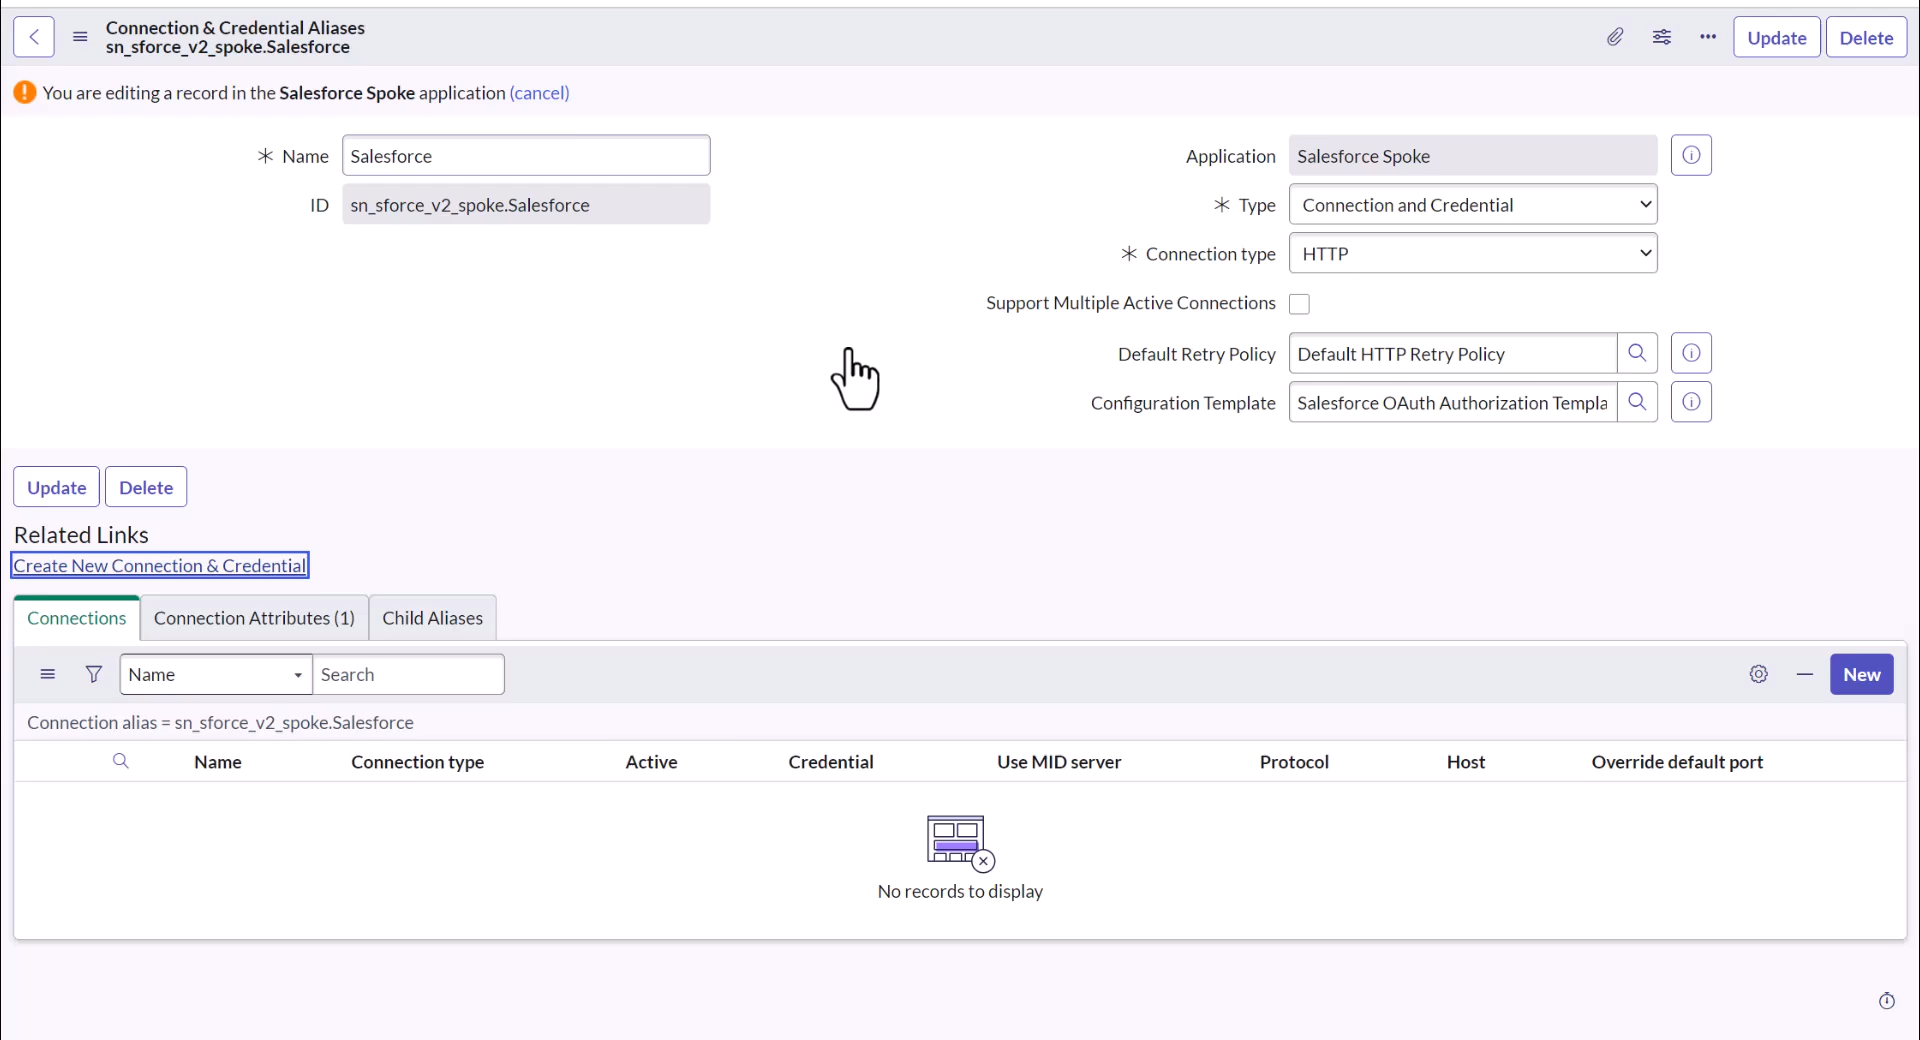 Connection & Credential Aliases
sn_sforce_v2_spoke.Salesforce
Update
Delete
You are editing a record in the Salesforce Spoke application (cancel)
Name
Salesforce
ID
sn_sforce_v2_spoke.Salesforce
Application
Salesforce Spoke
Type
Connection and Credential
Connection type
HTTP
Support Multiple Active Connections
Default Retry Policy
Default HTTP Retry Policy
Configuration Template
Salesforce OAuth Authorization Templa
Update
Delete
Related Links
Create New Connection & Credential
Connections
Connection Attributes (1)
Child Aliases
Name
Search
New
Connection alias = sn_sforce_v2_spoke.Salesforce
Name
Connection type
Active
Credential
Use MID server
Protocol
Host
Override default port
No records to display